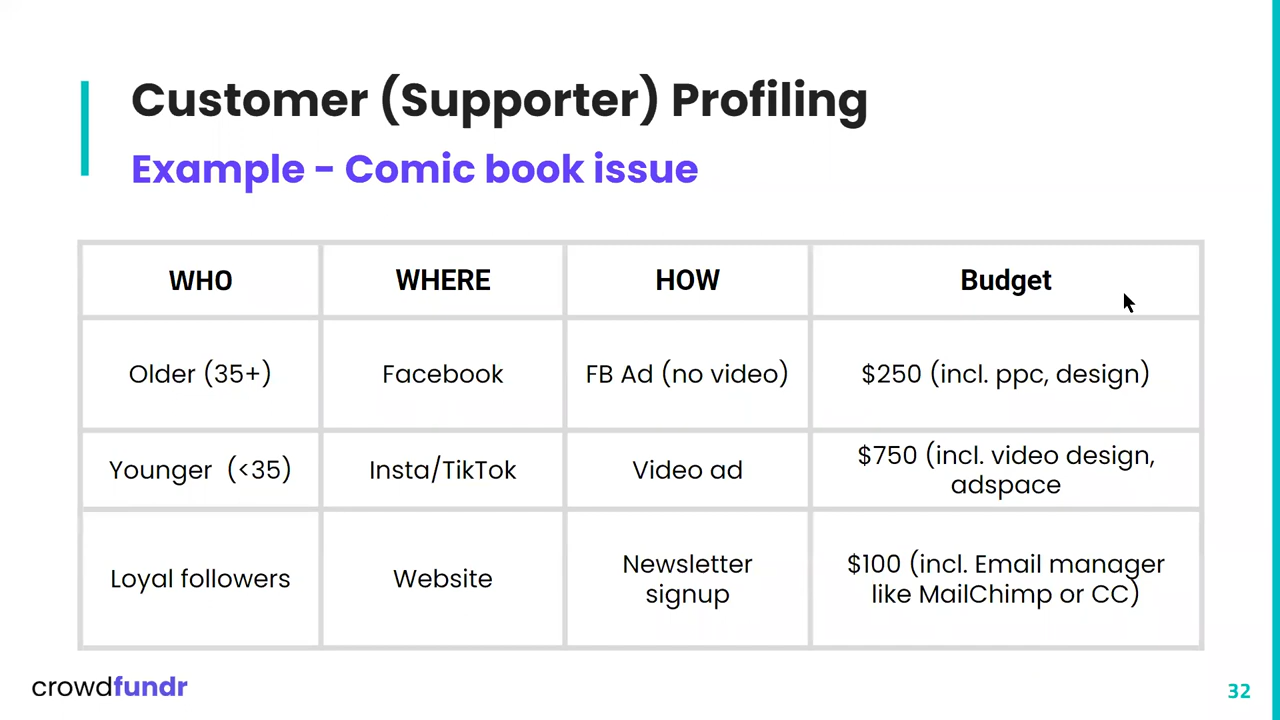 Customer (Supporter) Profiling
Example - Comic book issue
WHO WHERE HOW Budget
Older (35+) Facebook FB Ad (no video) $250 (incl. ppc, design)
Younger (<35) Insta/TikTok Video ad $750 (incl. video design,
adspace
Loyal followers Website Newsletter
signup $100 (incl. Email manager
like MailChimp or CC)
crowdfundr
32